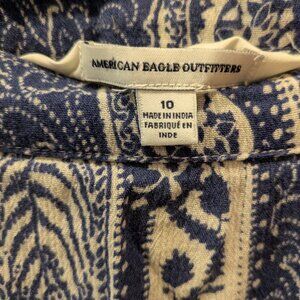 AMERICAN EAGLE OUTFITTERS
10
MADE IN INDIA
FABRIQUÉ EN
INDE